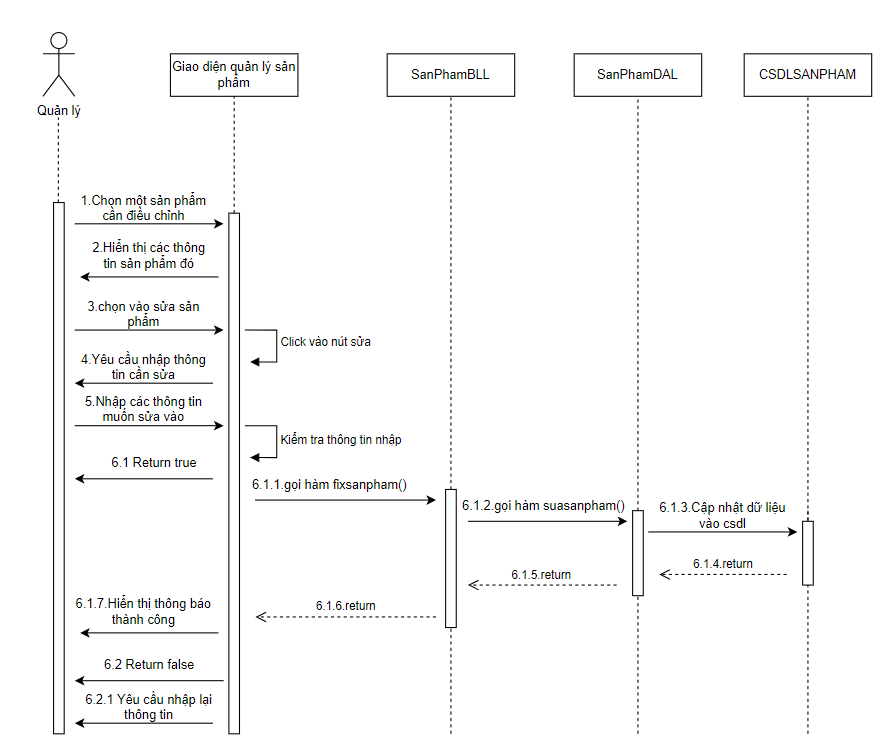 Giao diện quản lý sản
phẩm
SanPhamBLL
SanPhamDAL
CSDLSANPHAM
Quản lý
1.Chọn một sản phẩm
cần điều chỉnh
2.Hiển thị các thông
tin sản phẩm đó
3.chọn vào sửa sản
phẩm
Click vào nút sửa
4.Yêu cầu nhập thông
tin cần sửa
5.Nhập các thông tin
muốn sửa vào
Kiểm tra thông tin nhập
6.1 Return true
6.1.1.gọi hàm fixsanpham()
6.1.2.gọi hàm suasanpham()
6.1.3.Cập nhật dữ liệu
vào csdl
6.1.4.return
6.1.5.return
6.1.6.return
6.1.7.Hiển thị thông báo
thành công
6.2 Return false
6.2.1 Yêu cầu nhập lại
thông tin